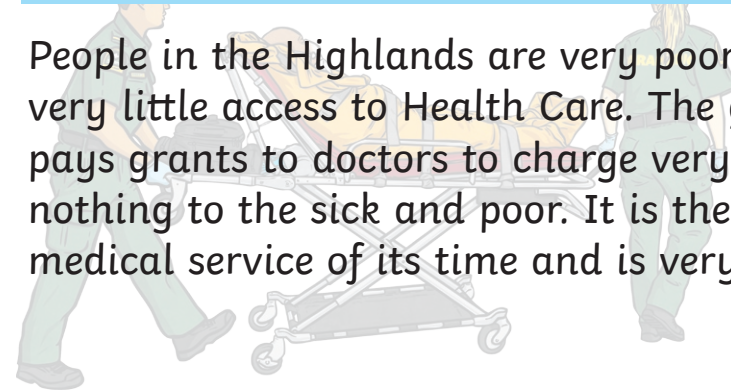 People in the Highlands are very poor
very little access to Health Care. The
pays grants to doctors to charge very
nothing to the sick and poor. It is the
medical service of its time and is very